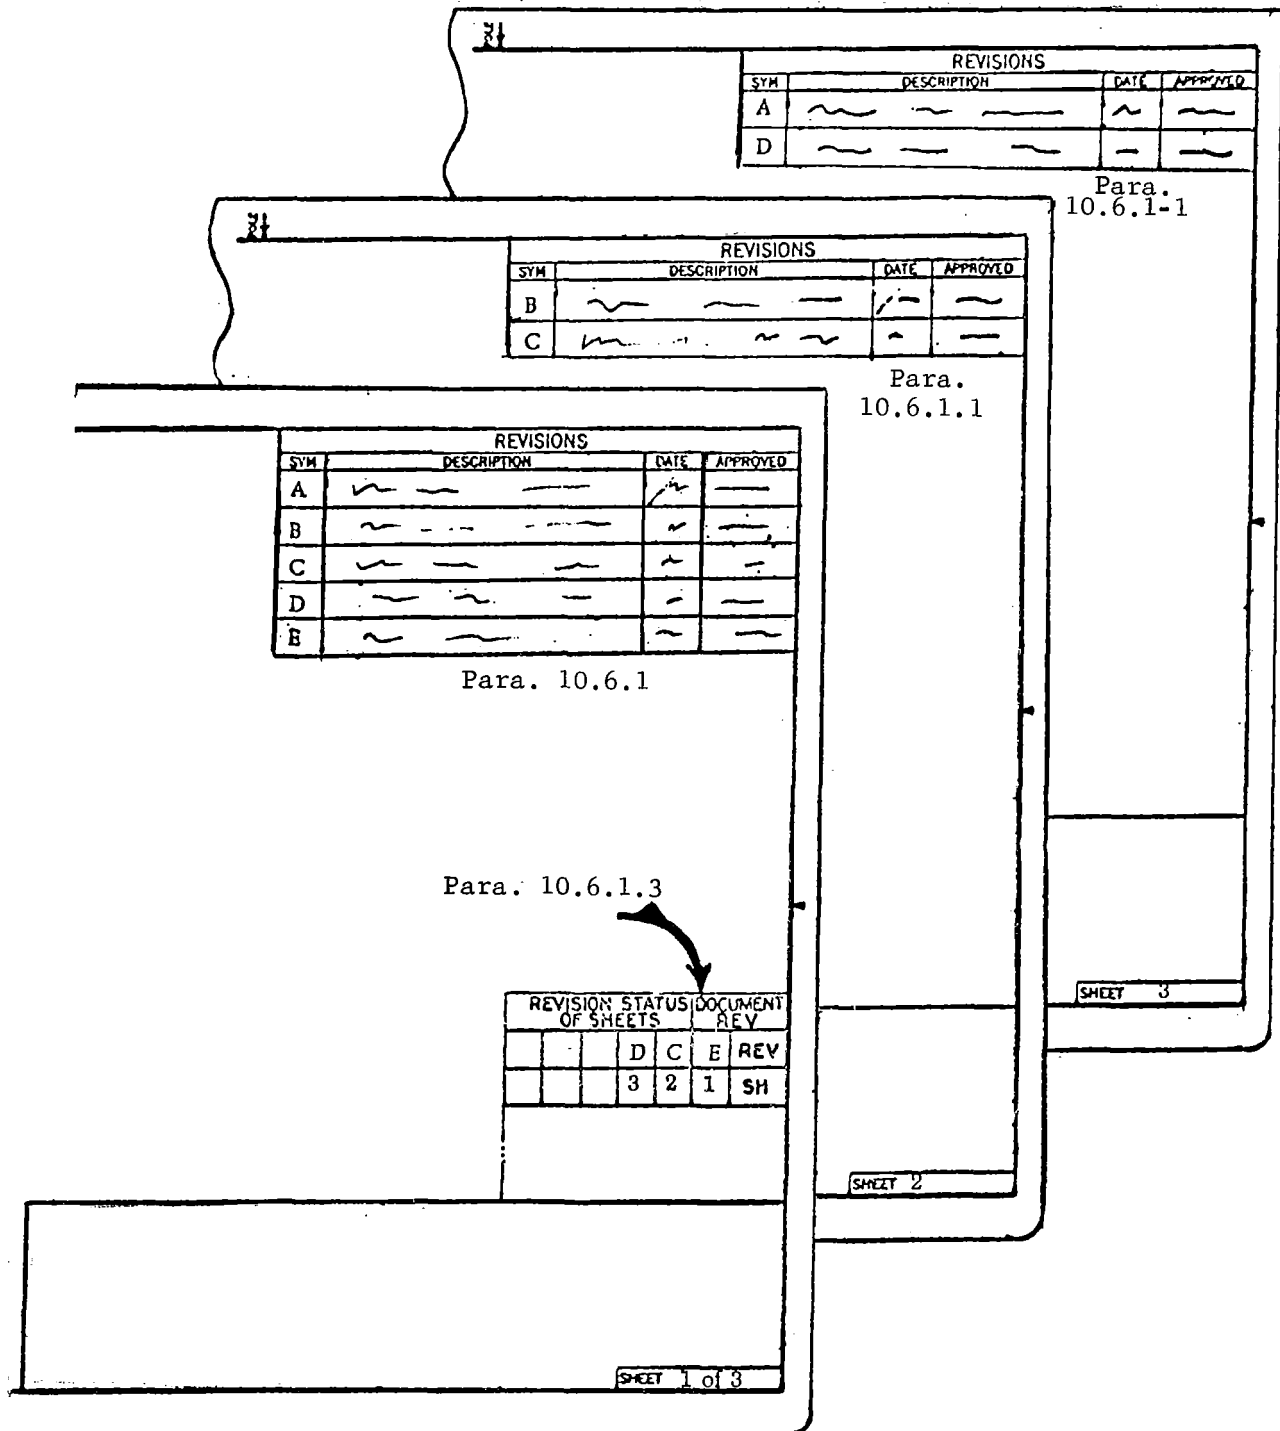 REVISIONS
SYM DESCRIPTION DATE APPROVED
A
D
Para.
10.6.1-1
REVISIONS
SYM DESCRIPTION DATE APPROVED
B
C
Para.
10.6.1.1
REVISIONS
SYM DESCRIPTION DATE APPROVED
A
B
C
D
E
Para. 10.6.1
Para. 10.6.1.3
REVISION STATUS DOCUMENT
OF SHEETS REV
D C E REV
3 2 1 SH
SHEET 3
SHEET 2
SHEET 1 of 3